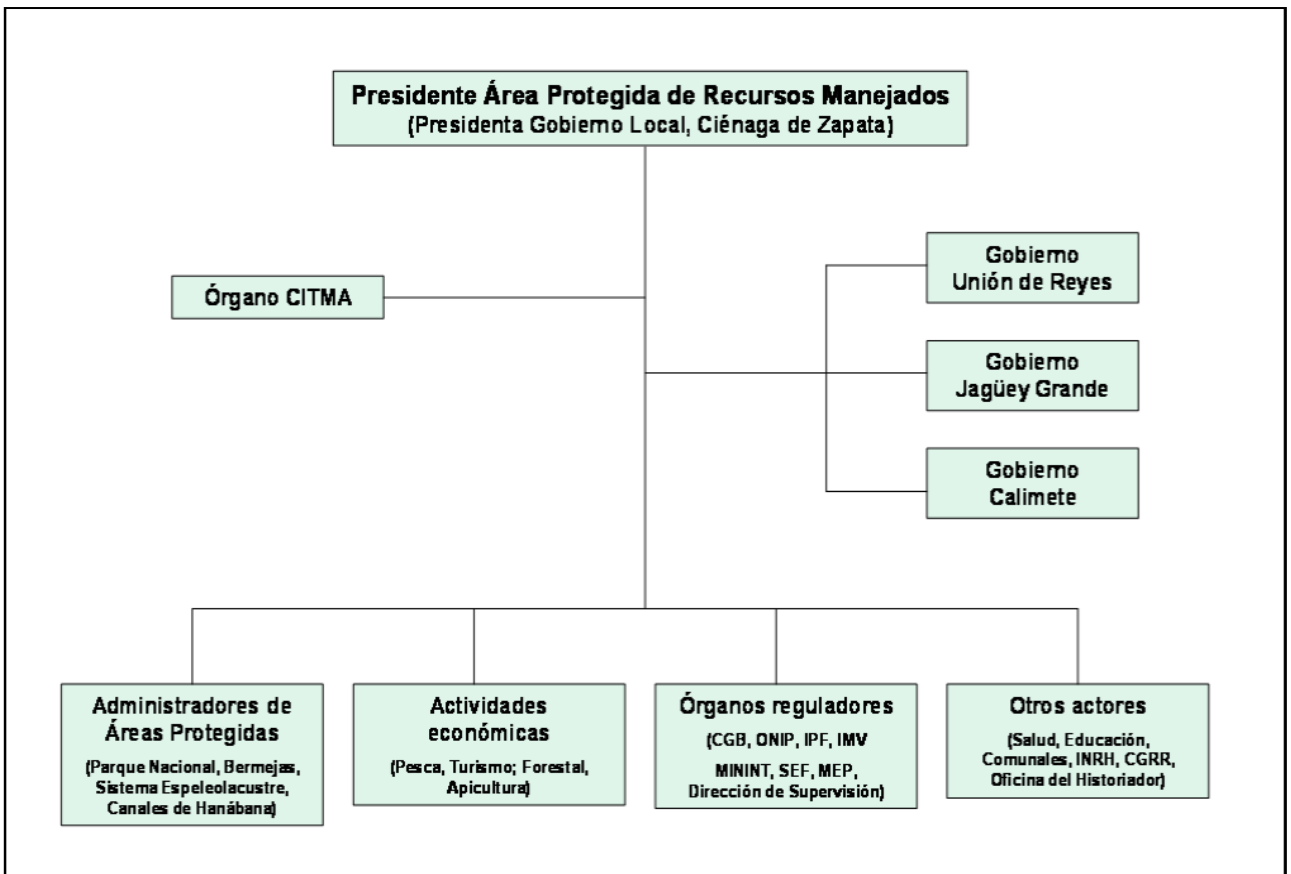 Presidente Área Protegida de Recursos Manejados
(Presidenta Gobierno Local, Ciénaga de Zapata)
Órgano CITMA
Gobierno
Unión de Reyes
Gobierno
Jagüey Grande
Gobierno
Calimete
Administradores de
Áreas Protegidas
(Parque Nacional, Bermejas,
Sistema Espeleolacustre,
Canales de Hanábana)
Actividades
económicas
(Pesca, Turismo; Forestal,
Apicultura)
Órganos reguladores
(CGB, ONIP, IPF, IMV
MININT, SEF, MEP,
Dirección de Supervisión)
Otros actores
(Salud, Educación,
Comunales, INRH, CGRR,
Oficina del Historiador)